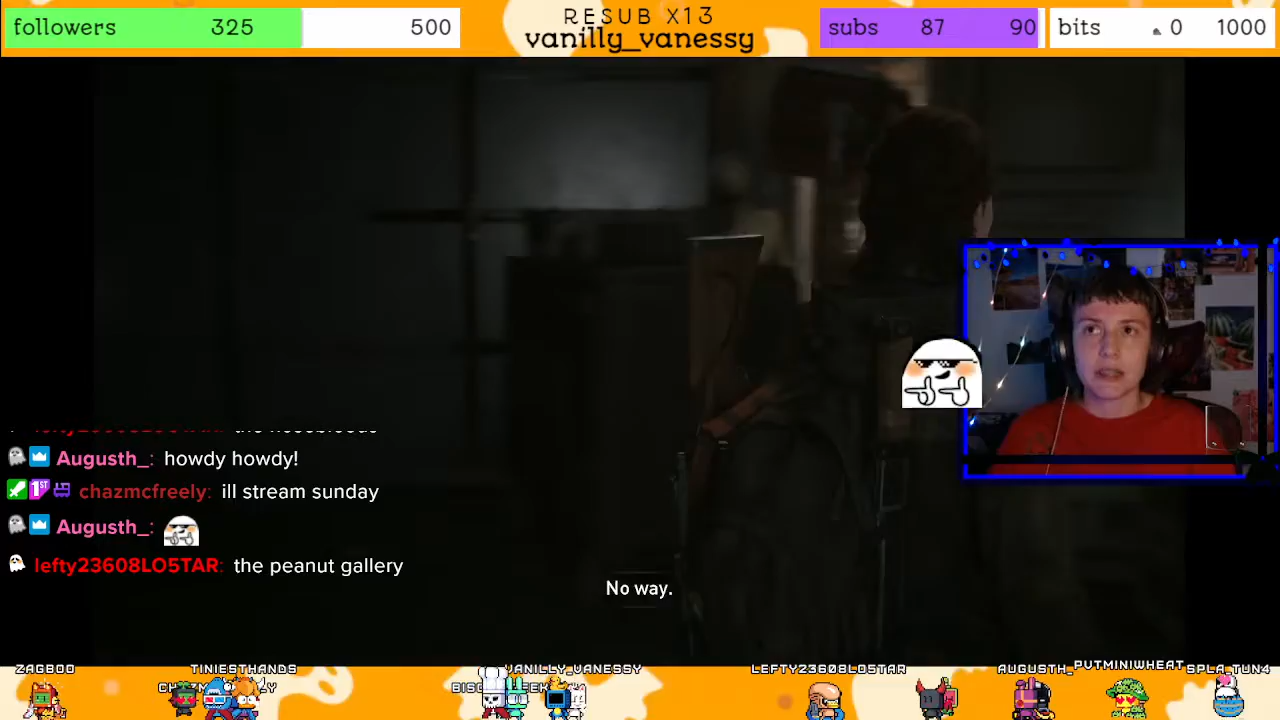 followers 325 500
RESUB X13
vanilly_vanessy
subs 87 90
bits 0 1000
Augusth_: howdy howdy!
1ST chazmcfreely: ill stream sunday
Augusth_:
lefty23608LO5TAR: the peanut gallery
No way.
ZAGBOO TINIESTHANDS VANILLY_VANESSY LEFTY23608LO5TAR AUGUSTH_ PUTMINIWHEAT